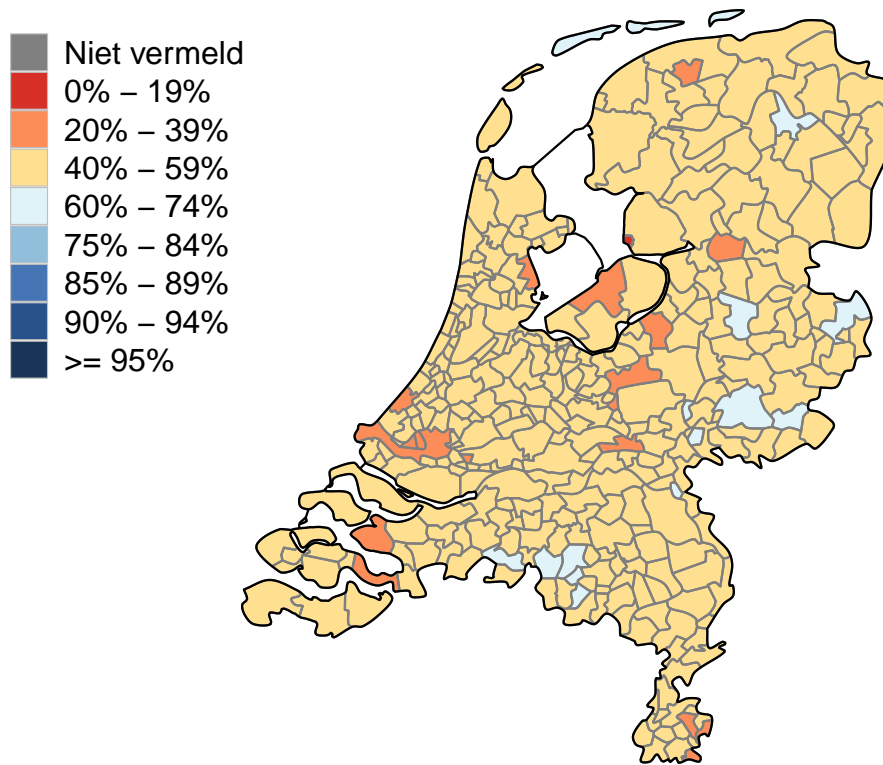 Niet vermeld
0% – 19%
20% – 39%
40% – 59%
60% – 74%
75% – 84%
85% – 89%
90% – 94%
>= 95%